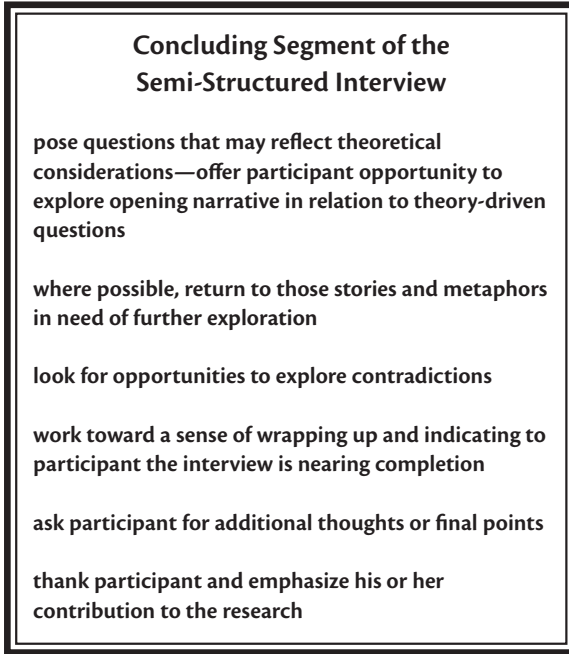 Concluding Segment of the
Semi-Structured Interview
pose questions that may reflect theoretical
considerations—offer participant opportunity to
explore opening narrative in relation to theory-driven
questions
where possible, return to those stories and metaphors
in need of further exploration
look for opportunities to explore contradictions
work toward a sense of wrapping up and indicating to
participant the interview is nearing completion
ask participant for additional thoughts or final points
thank participant and emphasize his or her
contribution to the research